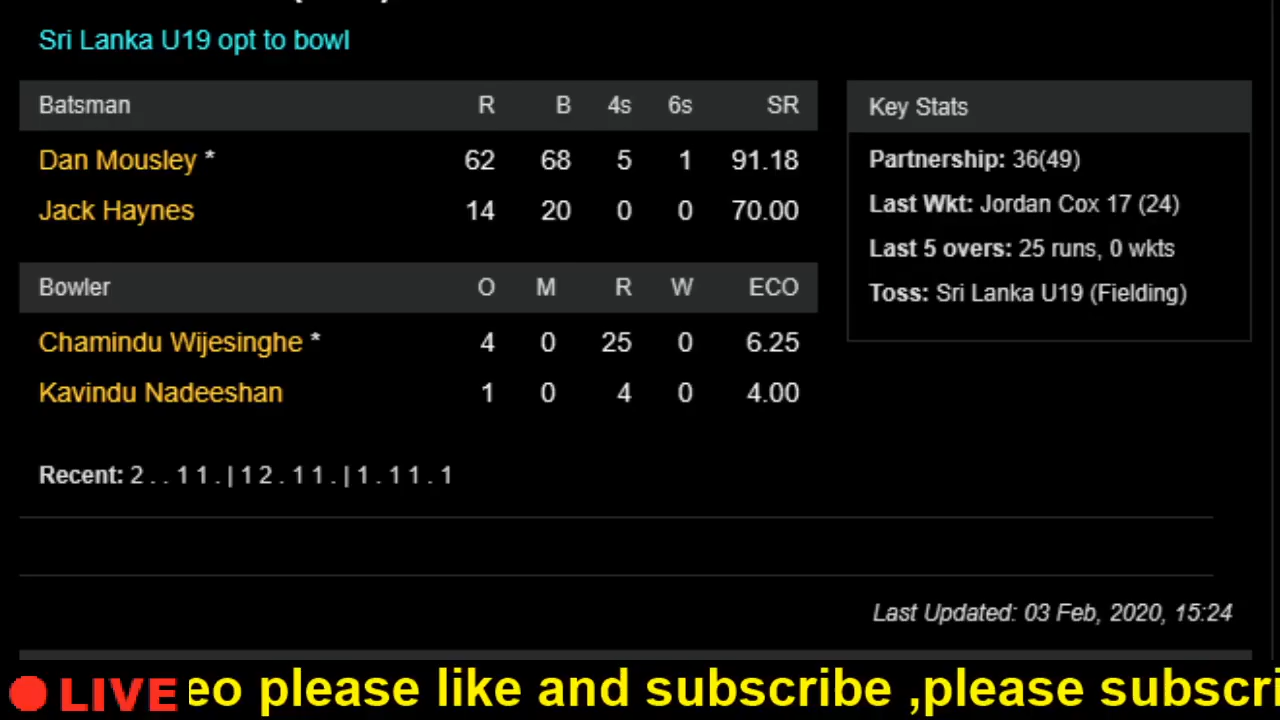 Sri Lanka U19 opt to bowl
Batsman R B 4s 6s SR
Dan Mousley * 62 68 5 1 91.18
Jack Haynes 14 20 0 0 70.00
Bowler O M R W ECO
Chamindu Wijesinghe * 4 0 25 0 6.25
Kavindu Nadeeshan 1 0 4 0 4.00
Recent: 2 . . 1 1 . | 1 2 . 1 1 . | 1 . 1 1 . 1
Key Stats
Partnership: 36(49)
Last Wkt: Jordan Cox 17 (24)
Last 5 overs: 25 runs, 0 wkts
Toss: Sri Lanka U19 (Fielding)
Last Updated: 03 Feb, 2020, 15:24
LIVE eo please like and subscribe ,please subscri